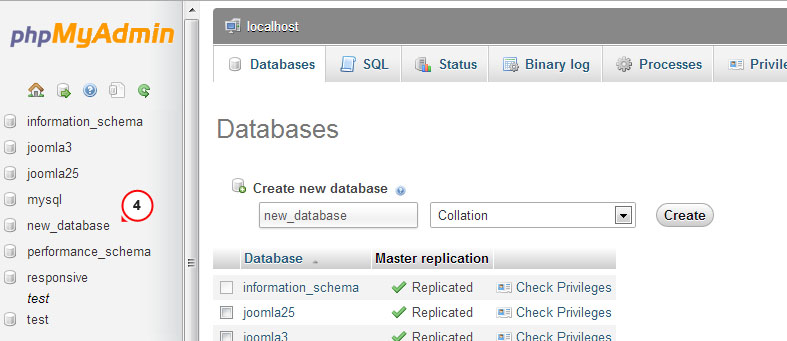 phpMyAdmin
information_schema
joomla3
joomla25
mysql
4
new_database
performance_schema
responsive
test
test
localhost
Databases SQL Status Binary log Processes
Databases
Create new database
new_database Collation Create
Database Master replication
information_schema Replicated Check Privileges
joomla25 Replicated Check Privileges
joomla3 Replicated Check Privileges